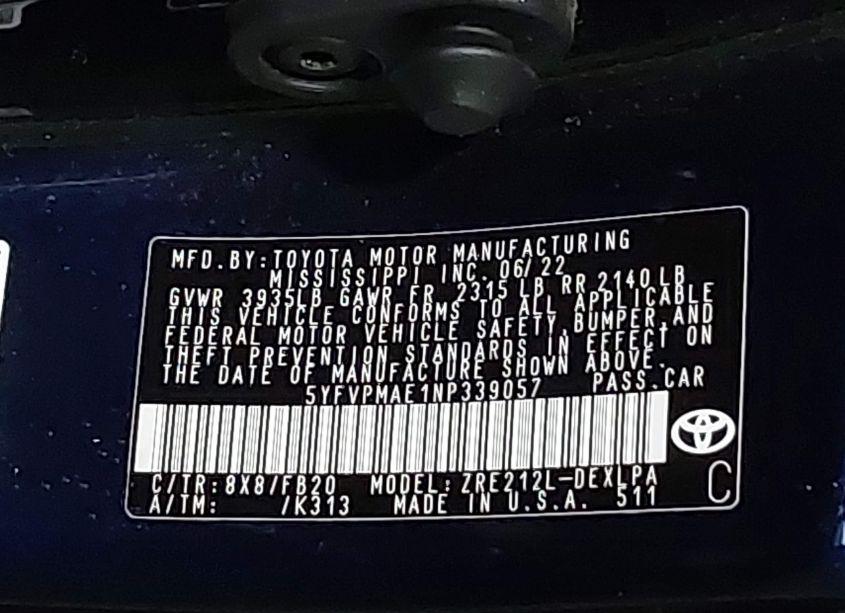 MFD.BY:TOYOTA MOTOR MANUFACTURING
MISSISSIPPI INC. 06/22
GVWR 3935LB GAWR FR 2315 LB RR 2140LB
THIS VEHICLE CONFORMS TO ALL APPLICABLE
FEDERAL MOTOR VEHICLE SAFETY,BUMPER,AND
THEFT PREVENTION STANDARDS IN EFFECT ON
THE DATE OF MANUFACTURE SHOWN ABOVE.
5YFVPMAE1NP339057 PASS.CAR
C/TR:8X8/FB20 MODEL:ZRE212L-DEXLPA
A/TM: /K313 MADE IN U.S.A. 511
C